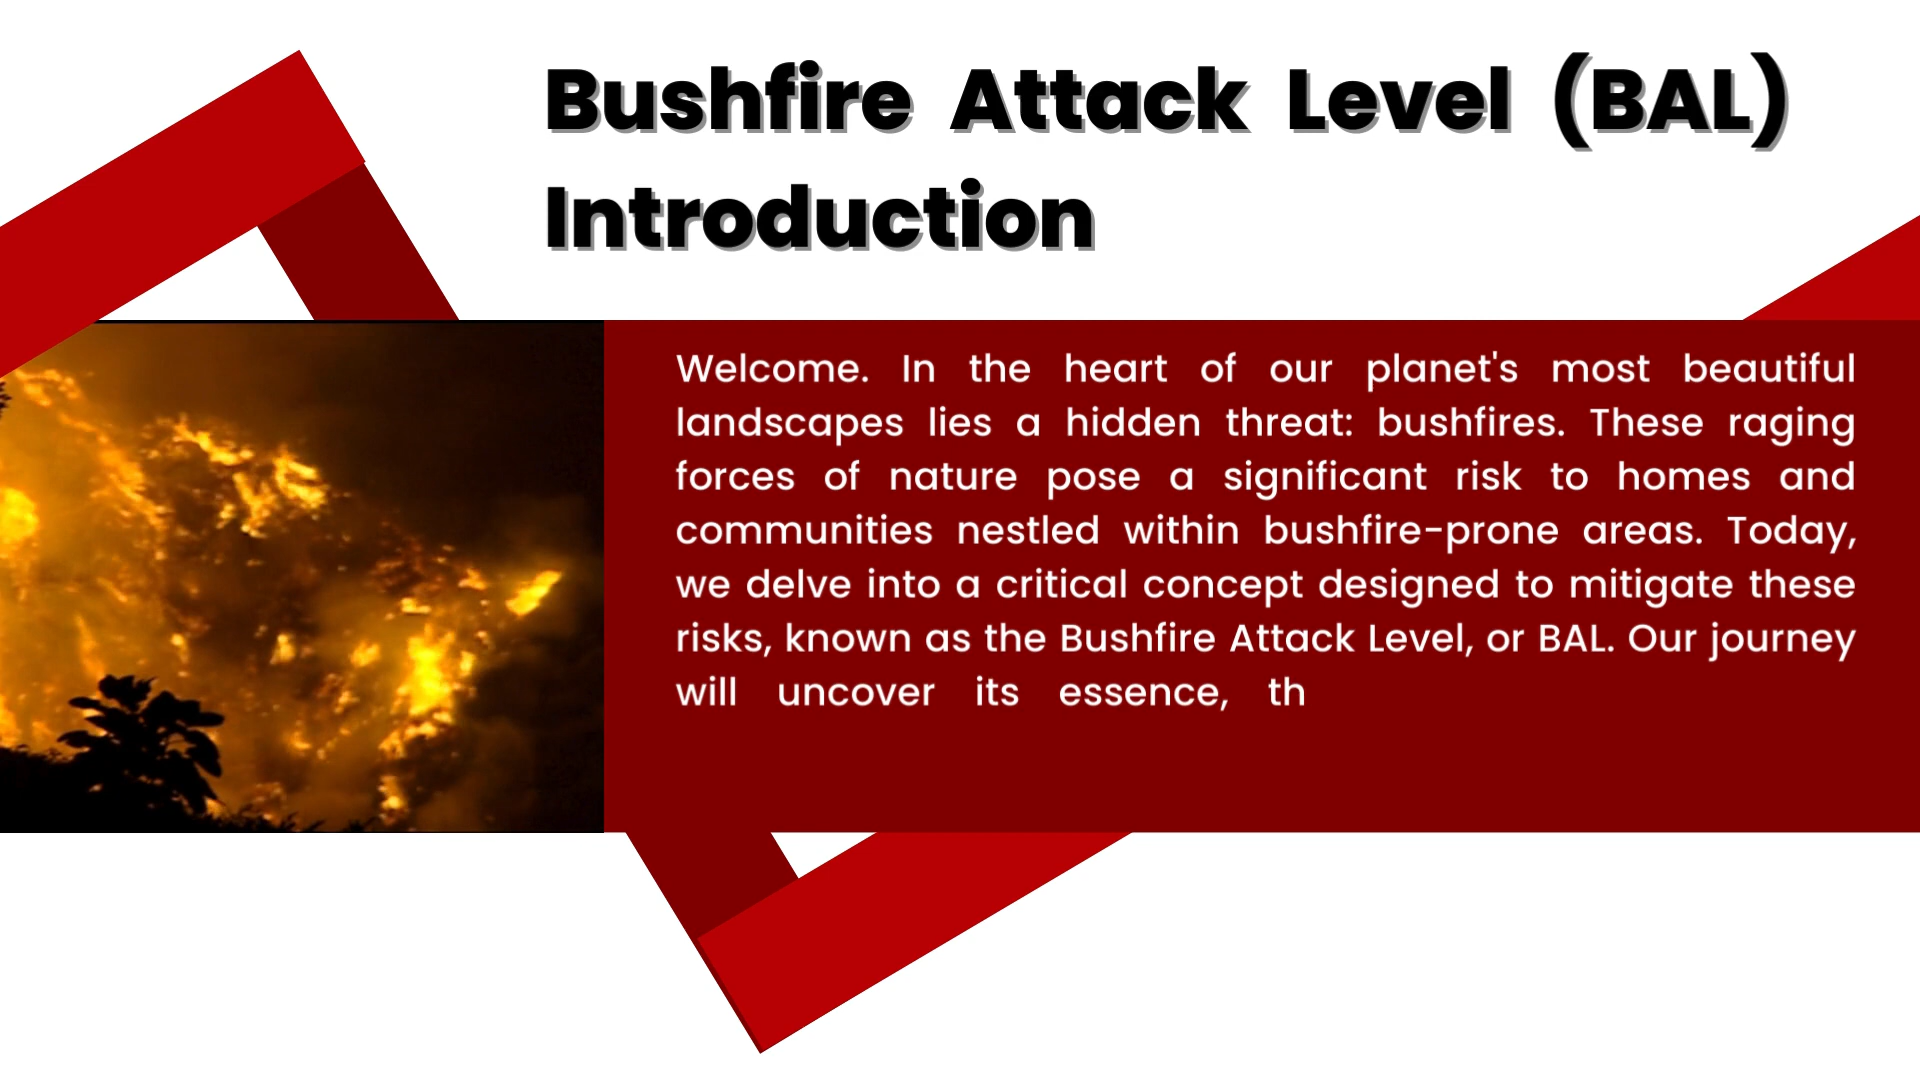 Bushfire Attack Level (BAL)
Introduction
Welcome. In the heart of our planet's most beautiful
landscapes lies a hidden threat: bushfires. These raging
forces of nature pose a significant risk to homes and
communities nestled within bushfire-prone areas. Today,
we delve into a critical concept designed to mitigate these
risks, known as the Bushfire Attack Level, or BAL. Our journey
will uncover its essence, th